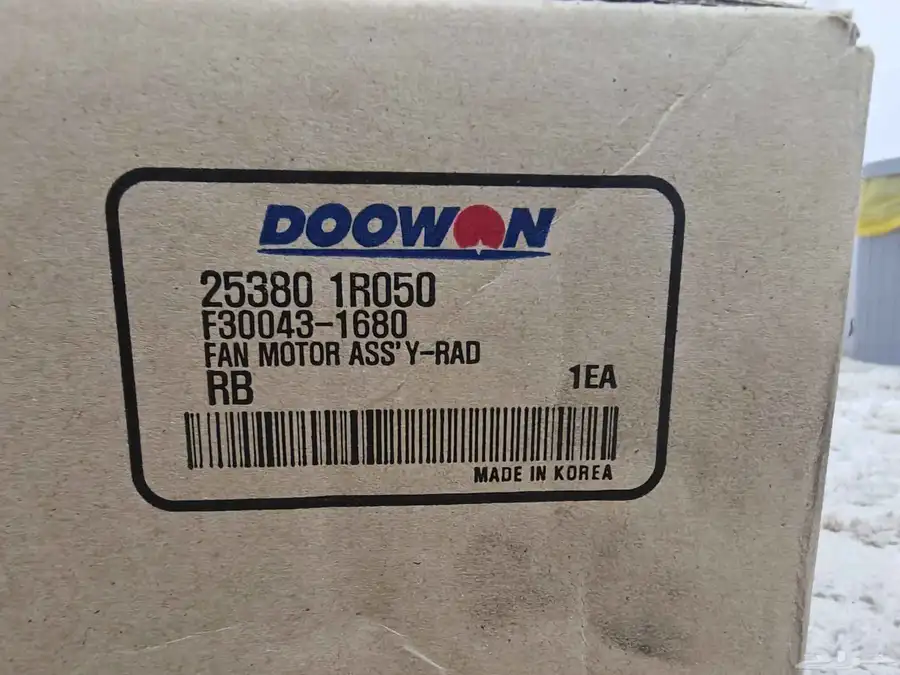 DOOWON
25380 1R050
F30043-1680
FAN MOTOR ASS'Y-RAD
RB
1EA
MADE IN KOREA